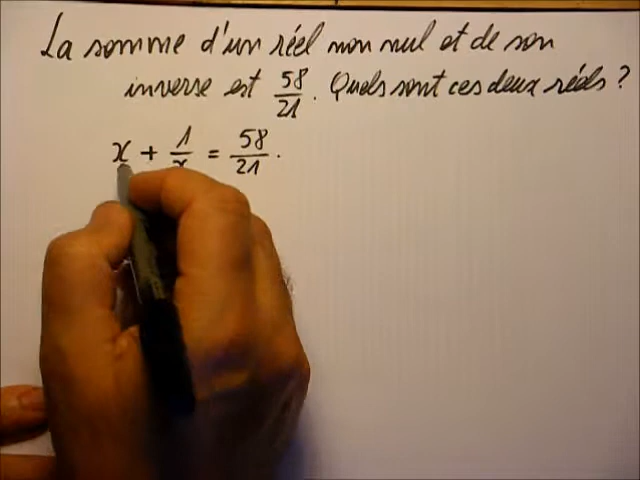 La somme d'un réel non nul et de son
inverse est 58/21. Quels sont ces deux réels ?
x + 1/x = 58/21.